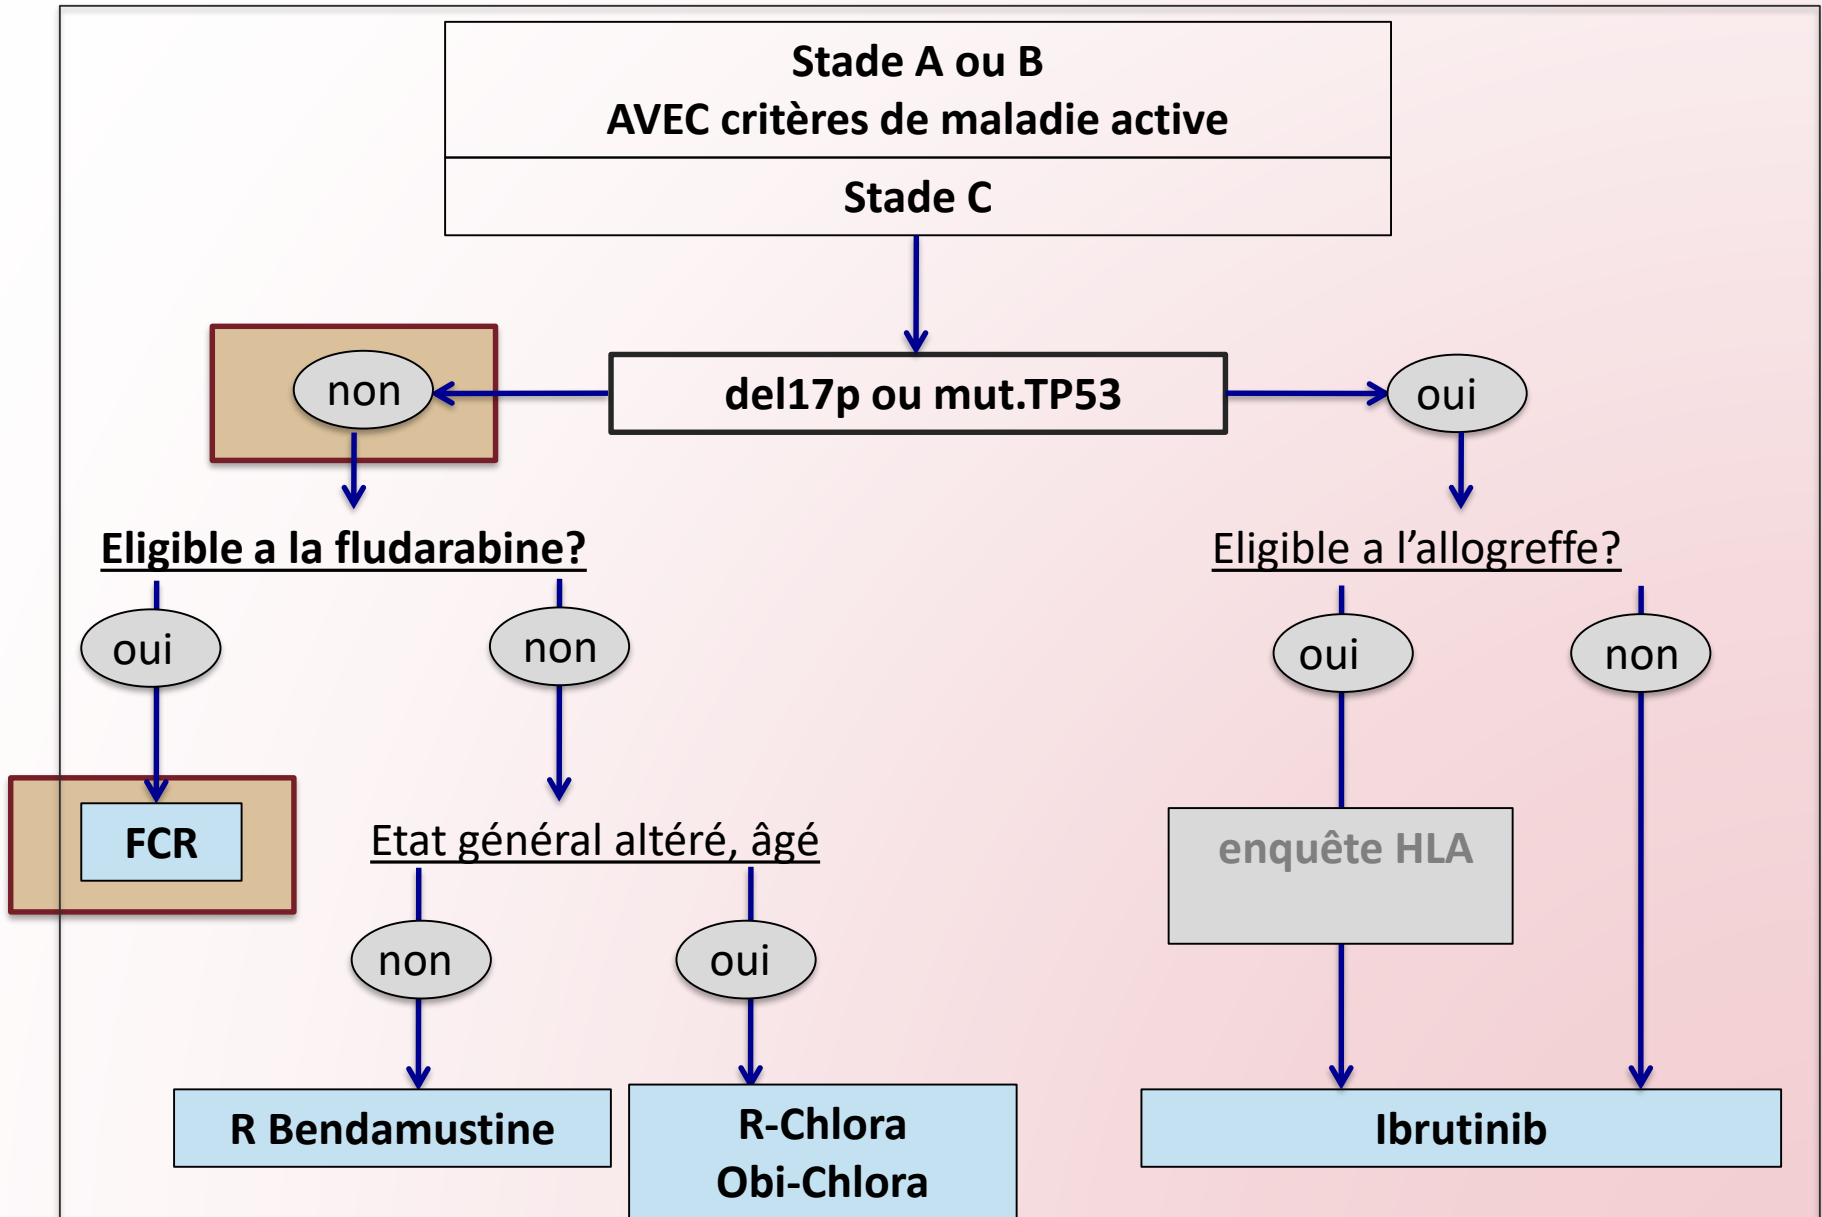 Stade A ou B
AVEC critères de maladie active
Stade C
non
del17p ou mut.TP53
oui
Eligible a la fludarabine?
Eligible a l’allogreffe?
oui
non
oui
non
FCR
Etat général altéré, âgé
enquête HLA
non
oui
R Bendamustine
R-Chlora
Obi-Chlora
Ibrutinib